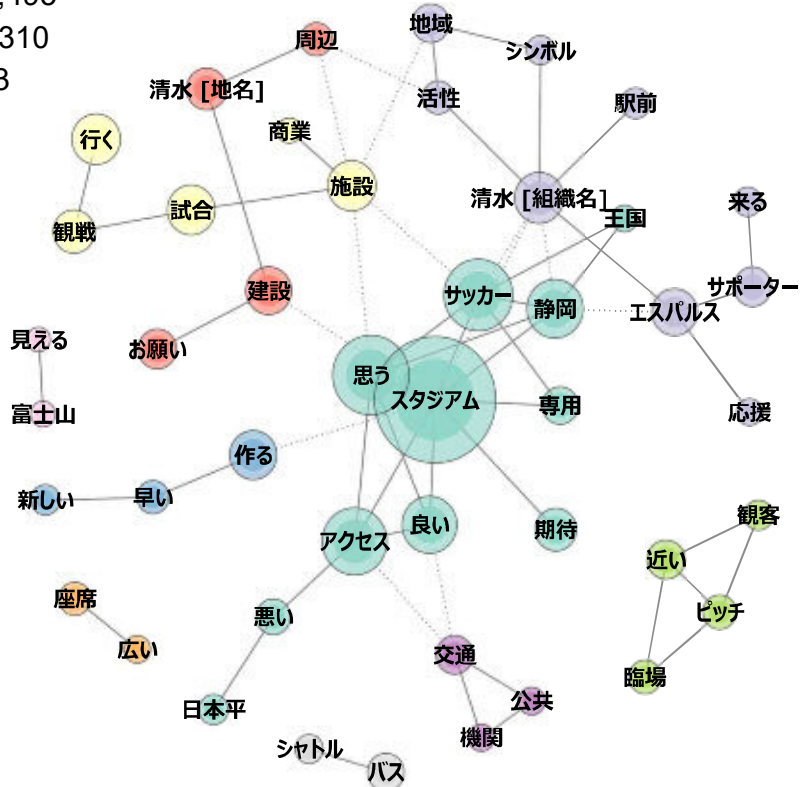 310
地域
周辺
シンボル
清水 [地名]
活性
駅前
商業
行く
施設
清水 [組織名]
来る
試合
王国
観戦
サポーター
建設
サッカー
静岡
エスパルス
見える
お願い
思う
スタジアム
専用
富士山
応援
作る
新しい
早い
良い
期待
観客
アクセス
近い
座席
悪い
ピッチ
広い
交通
臨場
公共
日本平
機関
シャトル
バス